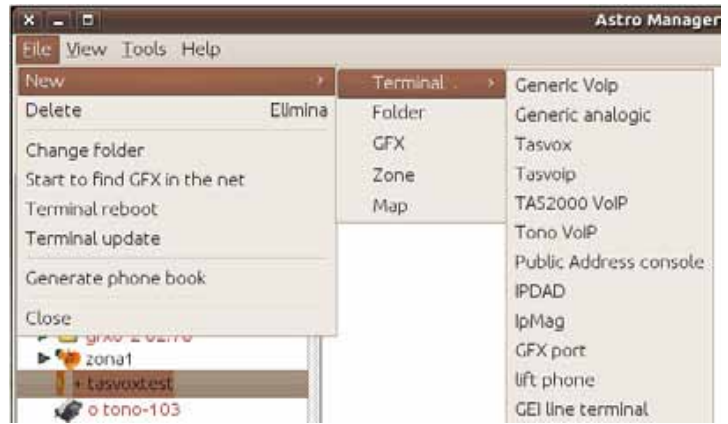 Astro Manager
File View Tools Help
New
Delete Elimina
Change folder
Start to find GFX in the net
Terminal reboot
Terminal update
Generate phone book
Close
zona1
tasvoxtest
o tono-103
Terminal
Folder
GFX
Zone
Map
Generic VoIp
Generic analogic
Tasvox
Tasvoip
TAS2000 VoIP
Tono VoIP
Public Address console
IPDAD
IpMag
GFX port
lift phone
GEI line terminal